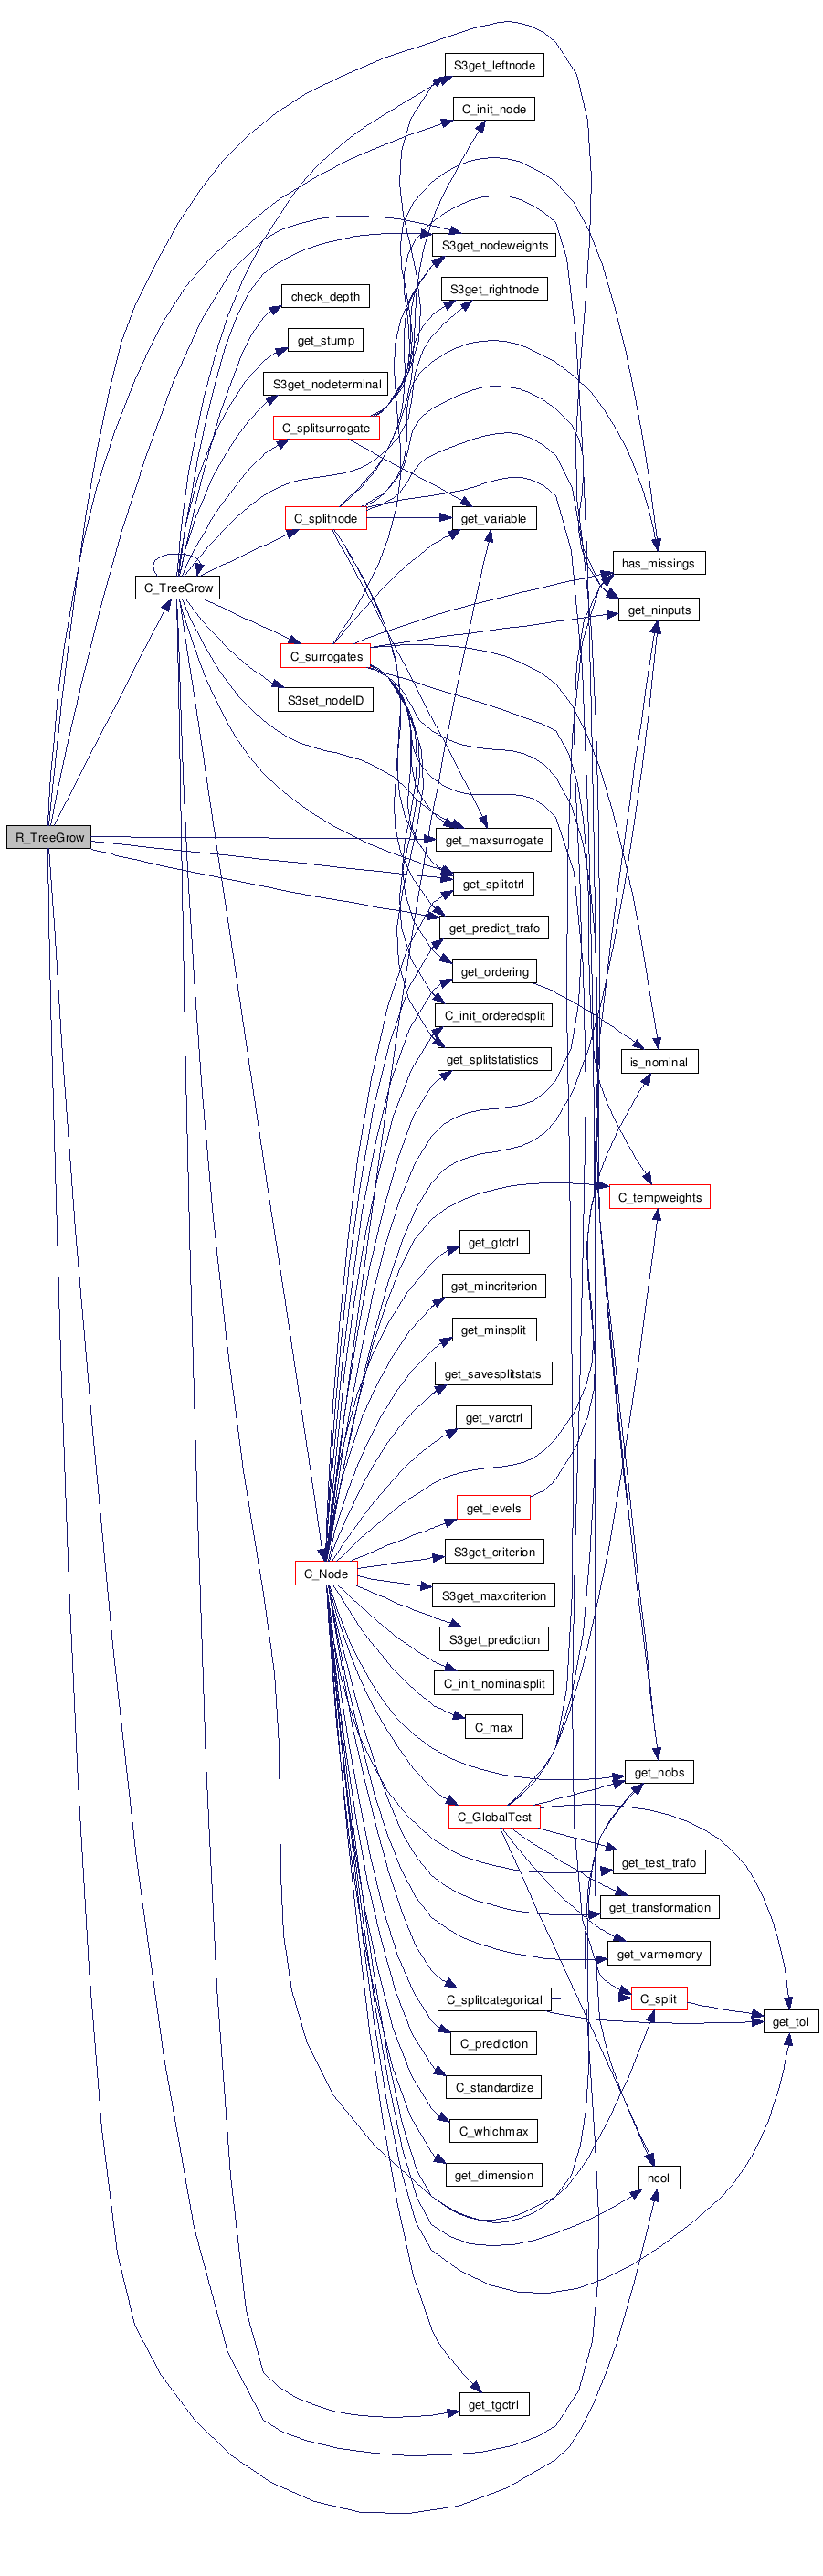 S3get_leftnode
C_init_node
S3get_nodeweights
S3get_rightnode
check_depth
get_stump
S3get_nodeterminal
C_splitsurrogate
C_splitnode
get_variable
has_missings
C_TreeGrow
get_ninputs
C_surrogates
S3set_nodeID
R_TreeGrow
get_maxsurrogate
get_splitctrl
get_predict_trafo
get_ordering
C_init_orderedsplit
get_splitstatistics
is_nominal
C_tempweights
get_gtctrl
get_mincriterion
get_minsplit
get_savesplitstats
get_varctrl
get_levels
S3get_criterion
C_Node
S3get_maxcriterion
S3get_prediction
C_init_nominalsplit
C_max
get_nobs
C_GlobalTest
get_test_trafo
get_transformation
get_varmemory
C_splitcategorical
C_split
get_tol
C_prediction
C_standardize
C_whichmax
get_dimension
ncol
get_tgctrl